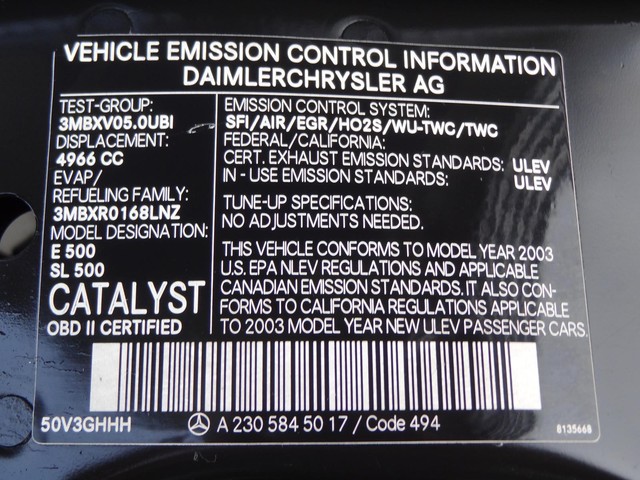 VEHICLE EMISSION CONTROL INFORMATION
DAIMLERCHRYSLER AG
TEST-GROUP:
3MBXV05.0UBI
DISPLACEMENT:
4966 CC
EVAP/
REFUELING FAMILY:
3MBXR0168LNZ
MODEL DESIGNATION:
E 500
SL 500
CATALYST
OBD II CERTIFIED
EMISSION CONTROL SYSTEM:
SFI/AIR/EGR/HO2S/WU-TWC/TWC
FEDERAL/CALIFORNIA:
CERT. EXHAUST EMISSION STANDARDS: ULEV
IN - USE EMISSION STANDARDS: ULEV
TUNE-UP SPECIFICATIONS:
NO ADJUSTMENTS NEEDED.
THIS VEHICLE CONFORMS TO MODEL YEAR 2003
U.S. EPA NLEV REGULATIONS AND APPLICABLE
CANADIAN EMISSION STANDARDS. IT ALSO CON-
FORMS TO CALIFORNIA REGULATIONS APPLICABLE
TO 2003 MODEL YEAR NEW ULEV PASSENGER CARS.
50V3GHHH A 230 584 50 17 / Code 494 8135668